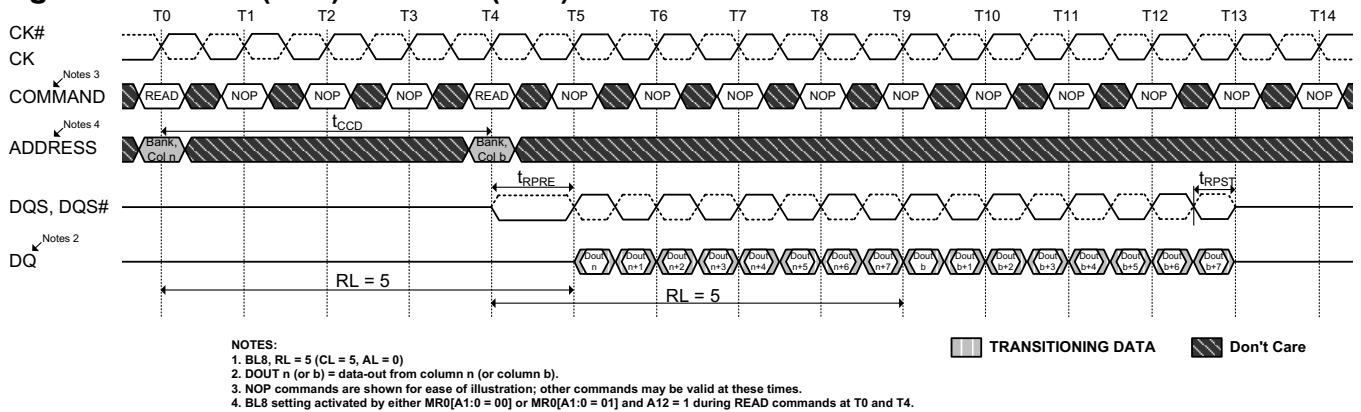 T0 T1 T2 T3 T4 T5 T6 T7 T8 T9 T10 T11 T12 T13 T14
CK#
CK
Notes 3
COMMAND READ NOP NOP NOP READ NOP NOP NOP NOP NOP NOP NOP NOP NOP NOP
Notes 4
tCCD
ADDRESS Bank, Col n Bank, Col b
tRPRE tRPST
DQS, DQS#
Notes 2
DQ Dout n Dout n+1 Dout n+2 Dout n+3 Dout n+4 Dout n+5 Dout n+6 Dout n+7 Dout b Dout b+1 Dout b+2 Dout b+3 Dout b+4 Dout b+5 Dout b+6 Dout b+7
RL = 5
RL = 5
NOTES:
1. BL8, RL = 5 (CL = 5, AL = 0)
2. DOUT n (or b) = data-out from column n (or column b).
3. NOP commands are shown for ease of illustration; other commands may be valid at these times.
4. BL8 setting activated by either MR0[A1:0 = 00] or MR0[A1:0 = 01] and A12 = 1 during READ commands at T0 and T4.
TRANSITIONING DATA Don't Care